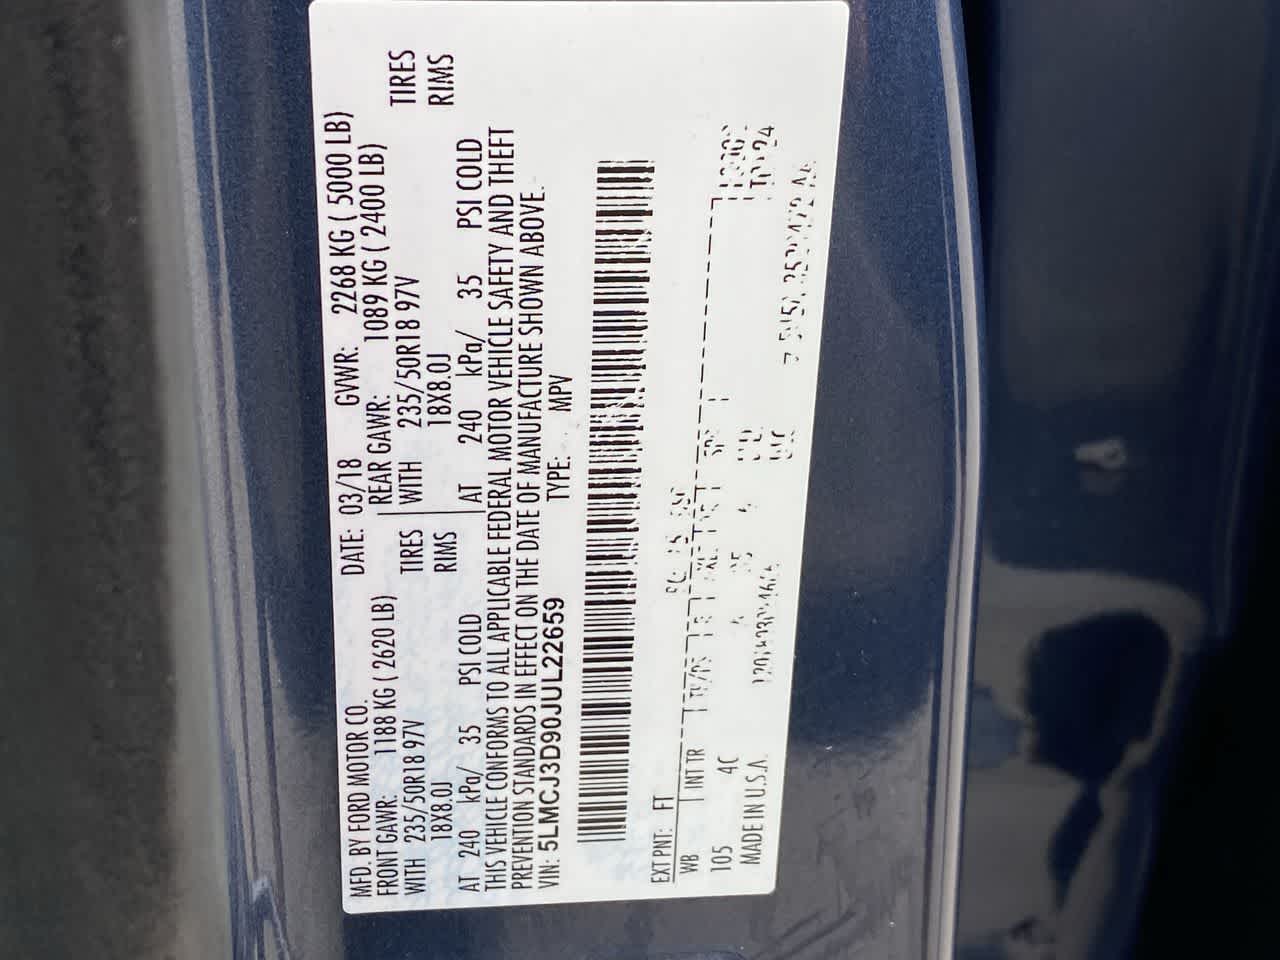 MFD. BY FORD MOTOR CO. DATE: 03/18 GVWR: 2268 KG ( 5000 LB)
FRONT GAWR: 1188 KG ( 2620 LB) REAR GAWR: 1089 KG ( 2400 LB)
WITH 235/50R18 97V TIRES WITH 235/50R18 97V TIRES
18X8.0J RIMS 18X8.0J RIMS
AT 240 kPa/ 35 PSI COLD AT 240 kPa/ 35 PSI COLD
THIS VEHICLE CONFORMS TO ALL APPLICABLE FEDERAL MOTOR VEHICLE SAFETY AND THEFT
PREVENTION STANDARDS IN EFFECT ON THE DATE OF MANUFACTURE SHOWN ABOVE.
VIN: 5LMCJ3D90JUL22659 TYPE: MPV
EXT PNT: FT
WB INT TR
105 4C
MADE IN U.S.A.